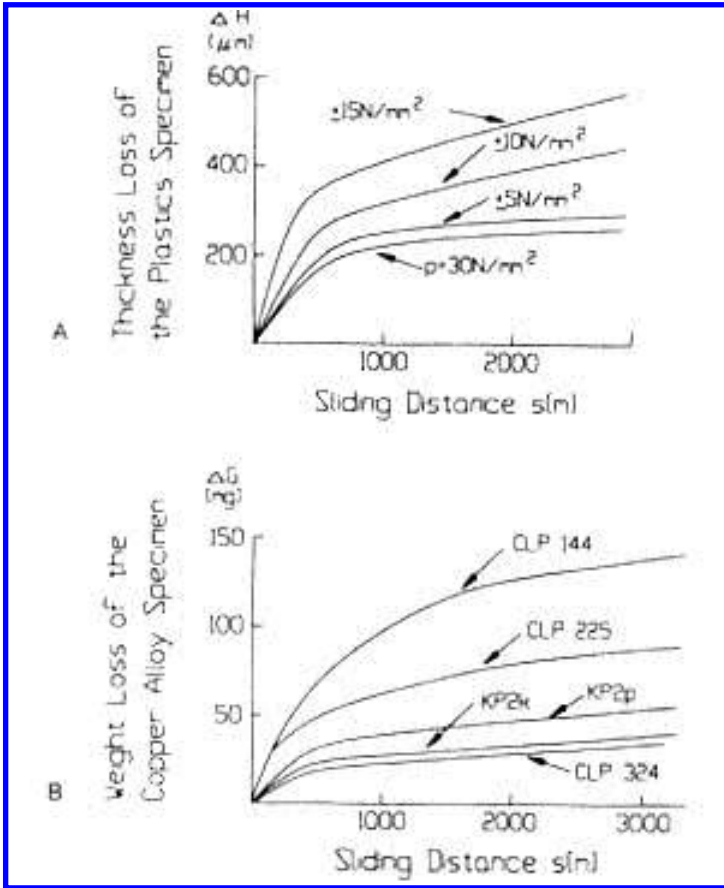 Δ H
(μm)
600
400
200
Thickness Loss of
the Plastics Specimen
±15N/mm²
±10N/mm²
±5N/mm²
p=30N/mm²
A
1000
2000
Sliding Distance s(m)
Δ G
(mg)
150
100
50
Weight Loss of the
Copper Alloy Specimen
CLP 144
CLP 225
KP2k
KP2p
CLP 324
B
1000
2000
3000
Sliding Distance s(m)